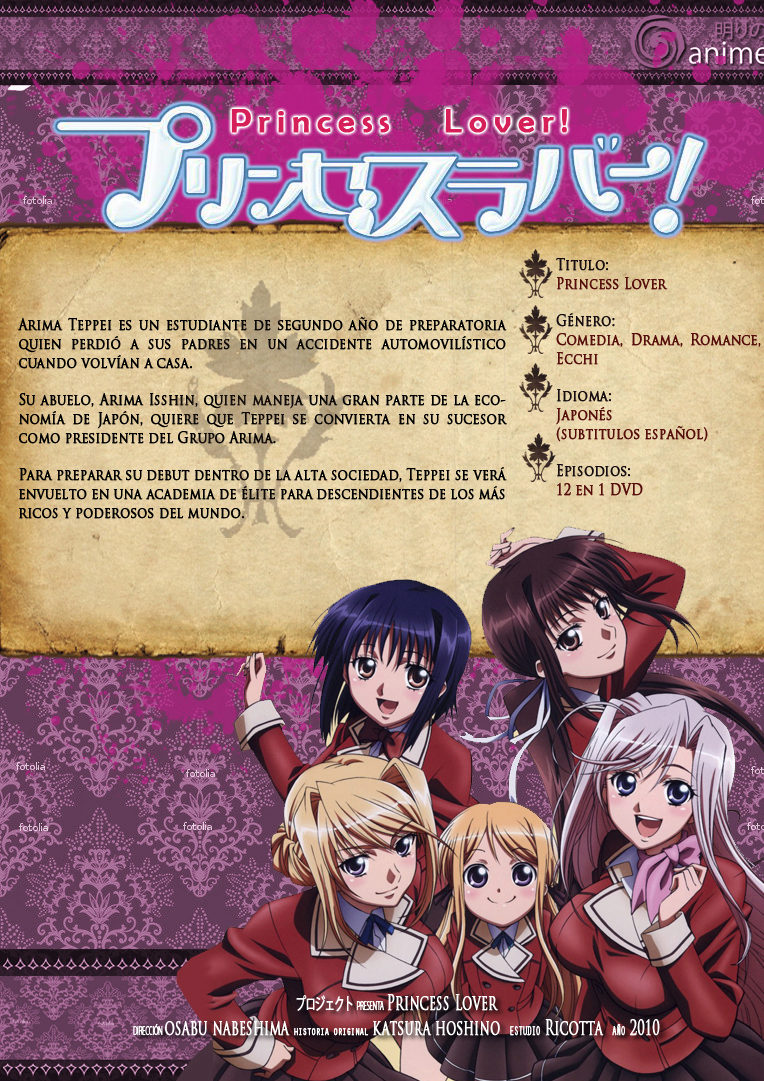 明りの
anime
Princess Lover!
プリンセスラバー!
fotolia
fo
Titulo:
Princess Lover
Arima Teppei es un estudiante de segundo año de preparatoria
quien perdió a sus padres en un accidente automovilístico
cuando volvían a casa.
Género:
Comedia, Drama, Romance,
Ecchi
Su abuelo, Arima Isshin, quien maneja una gran parte de la eco-
nomía de Japón, quiere que Teppei se convierta en su sucesor
como presidente del Grupo Arima.
Idioma:
Japonés
(subtitulos español)
Para preparar su debut dentro de la alta sociedad, Teppei se verá
envuelto en una academia de élite para descendientes de los más
ricos y poderosos del mundo.
Episodios:
12 en 1 DVD
fotolia
fotolia
fot
fotolia
fotolia
fot
プロジェクト PRESENTA Princess Lover
DIRECCIÓN OSABU NABESHIMA HISTORIA ORIGINAL KATSURA HOSHINO ESTUDIO RICOTTA AÑO 2010